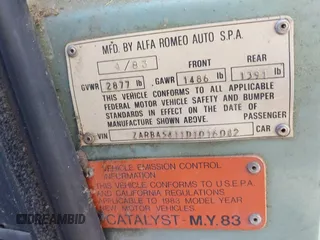 MFD. BY ALFA ROMEO AUTO S.P.A.
4/83 FRONT REAR
GVWR 2877 lb GAWR 1486 lb 1391 lb
THIS VEHICLE CONFORMS TO ALL APPLICABLE
FEDERAL MOTOR VEHICLE SAFETY AND BUMPER
STANDARDS IN EFFECT ON THE DATE OF
MANUFACTURE SHOWN ABOVE. PASSENGER
VIN CAR
VEHICLE EMISSION CONTROL
INFORMATION
THIS VEHICLE CONFORMS TO U.S.E.P.A.
AND CALIFORNIA REGULATIONS
APPLICABLE TO 1983 MODEL YEAR
NEW MOTOR VEHICLES
CATALYST - M.Y.83
DREAMBID